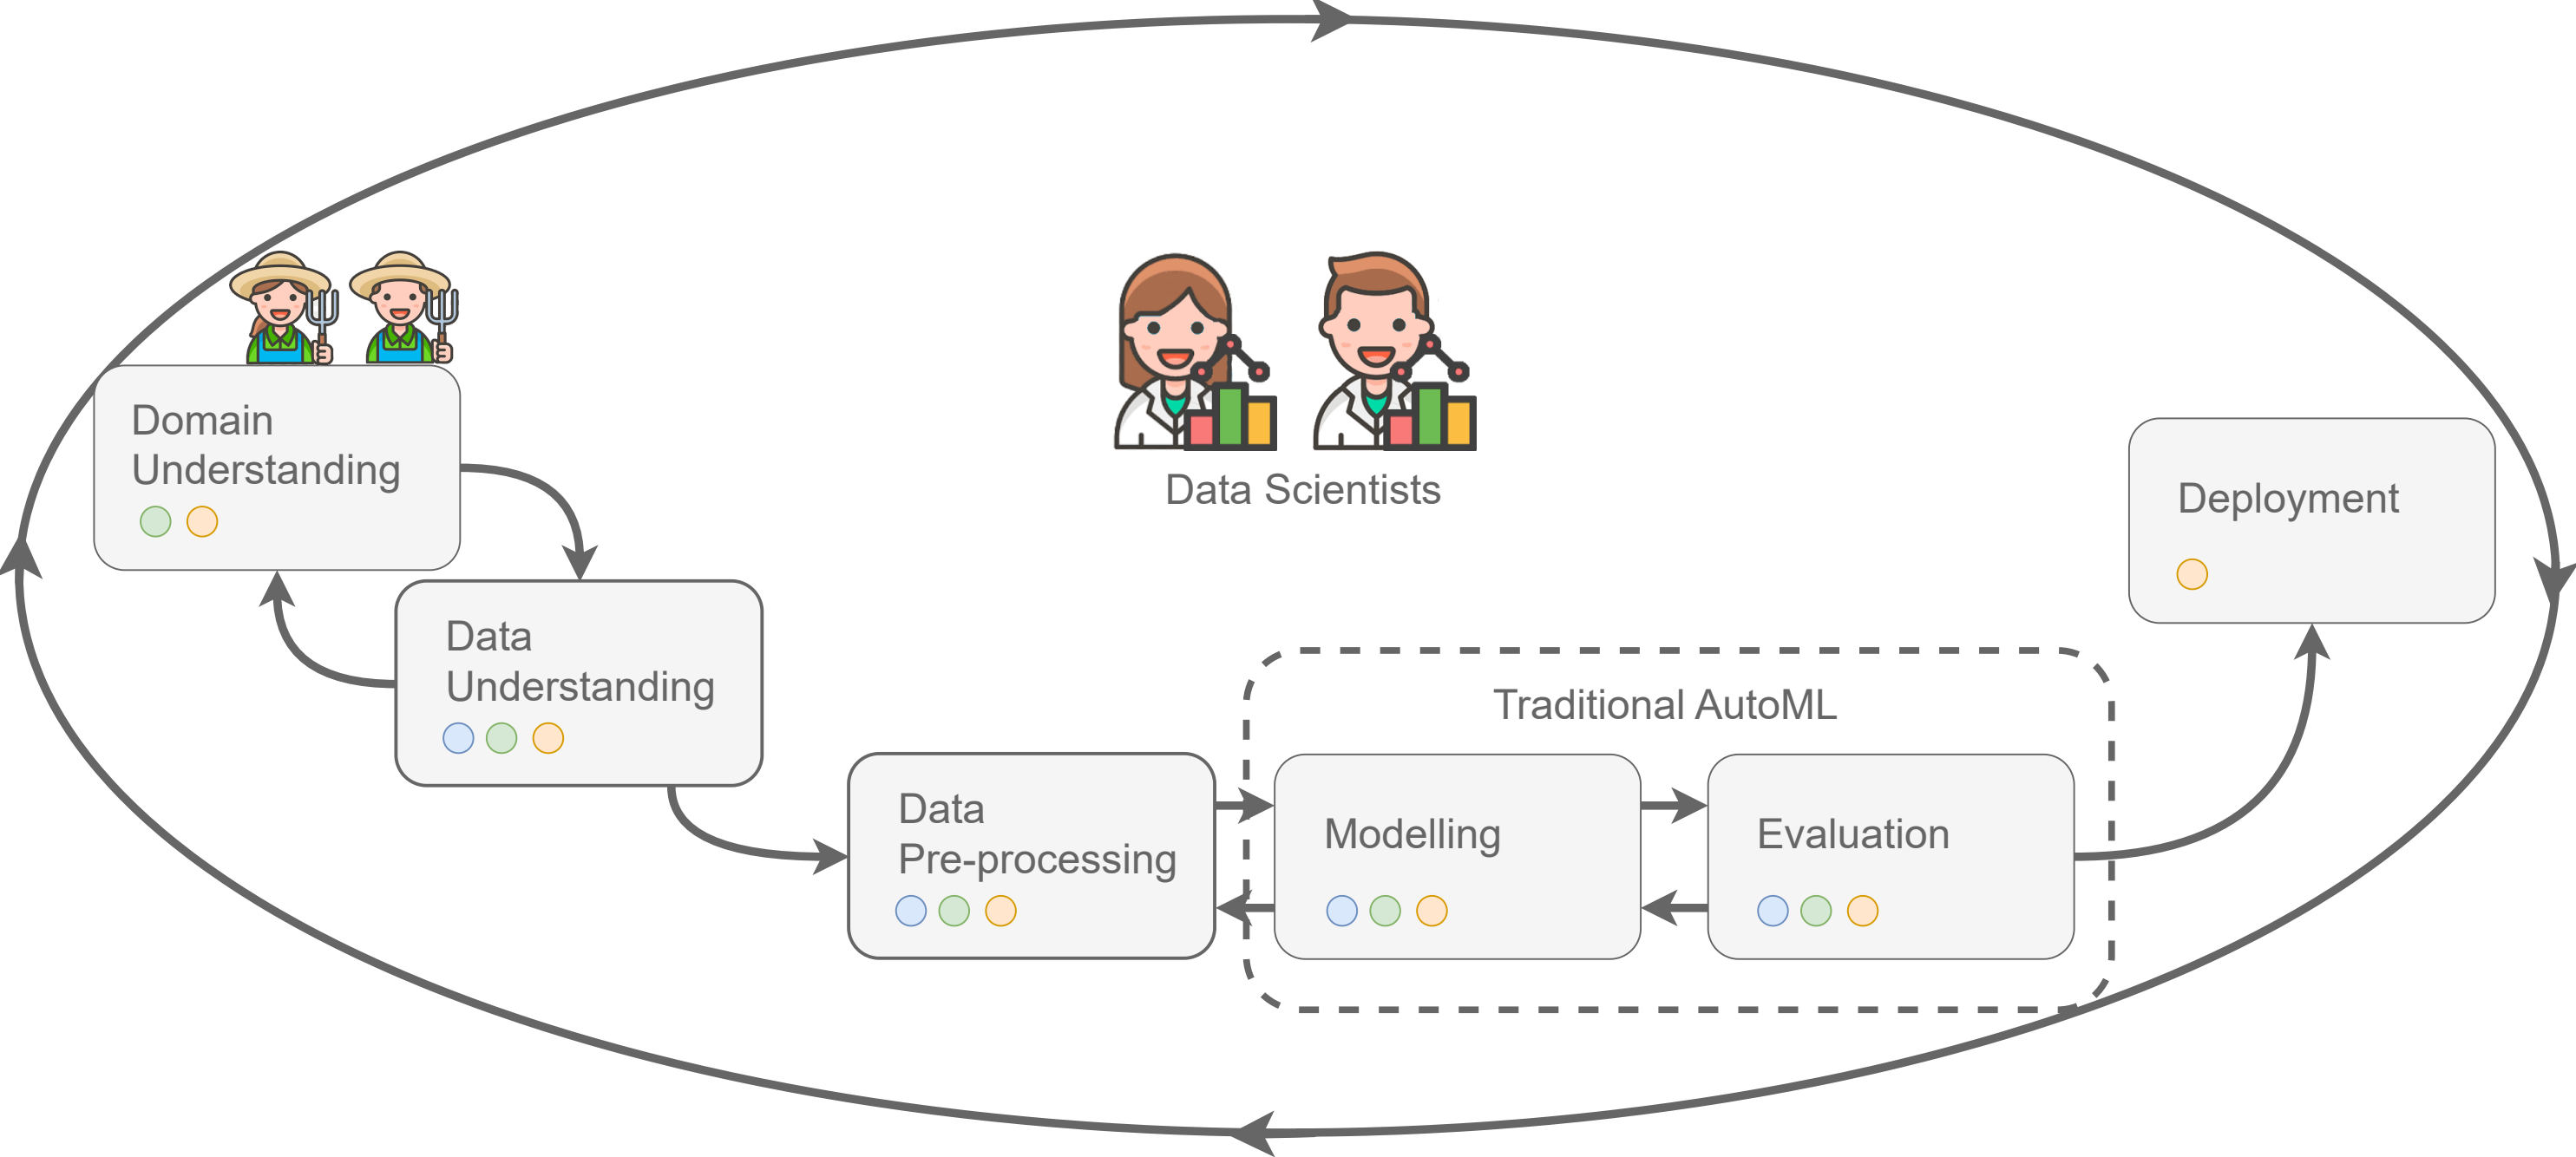 Domain
Understanding
Data Scientists
Deployment
Data
Understanding
Traditional AutoML
Data
Pre-processing
Modelling
Evaluation